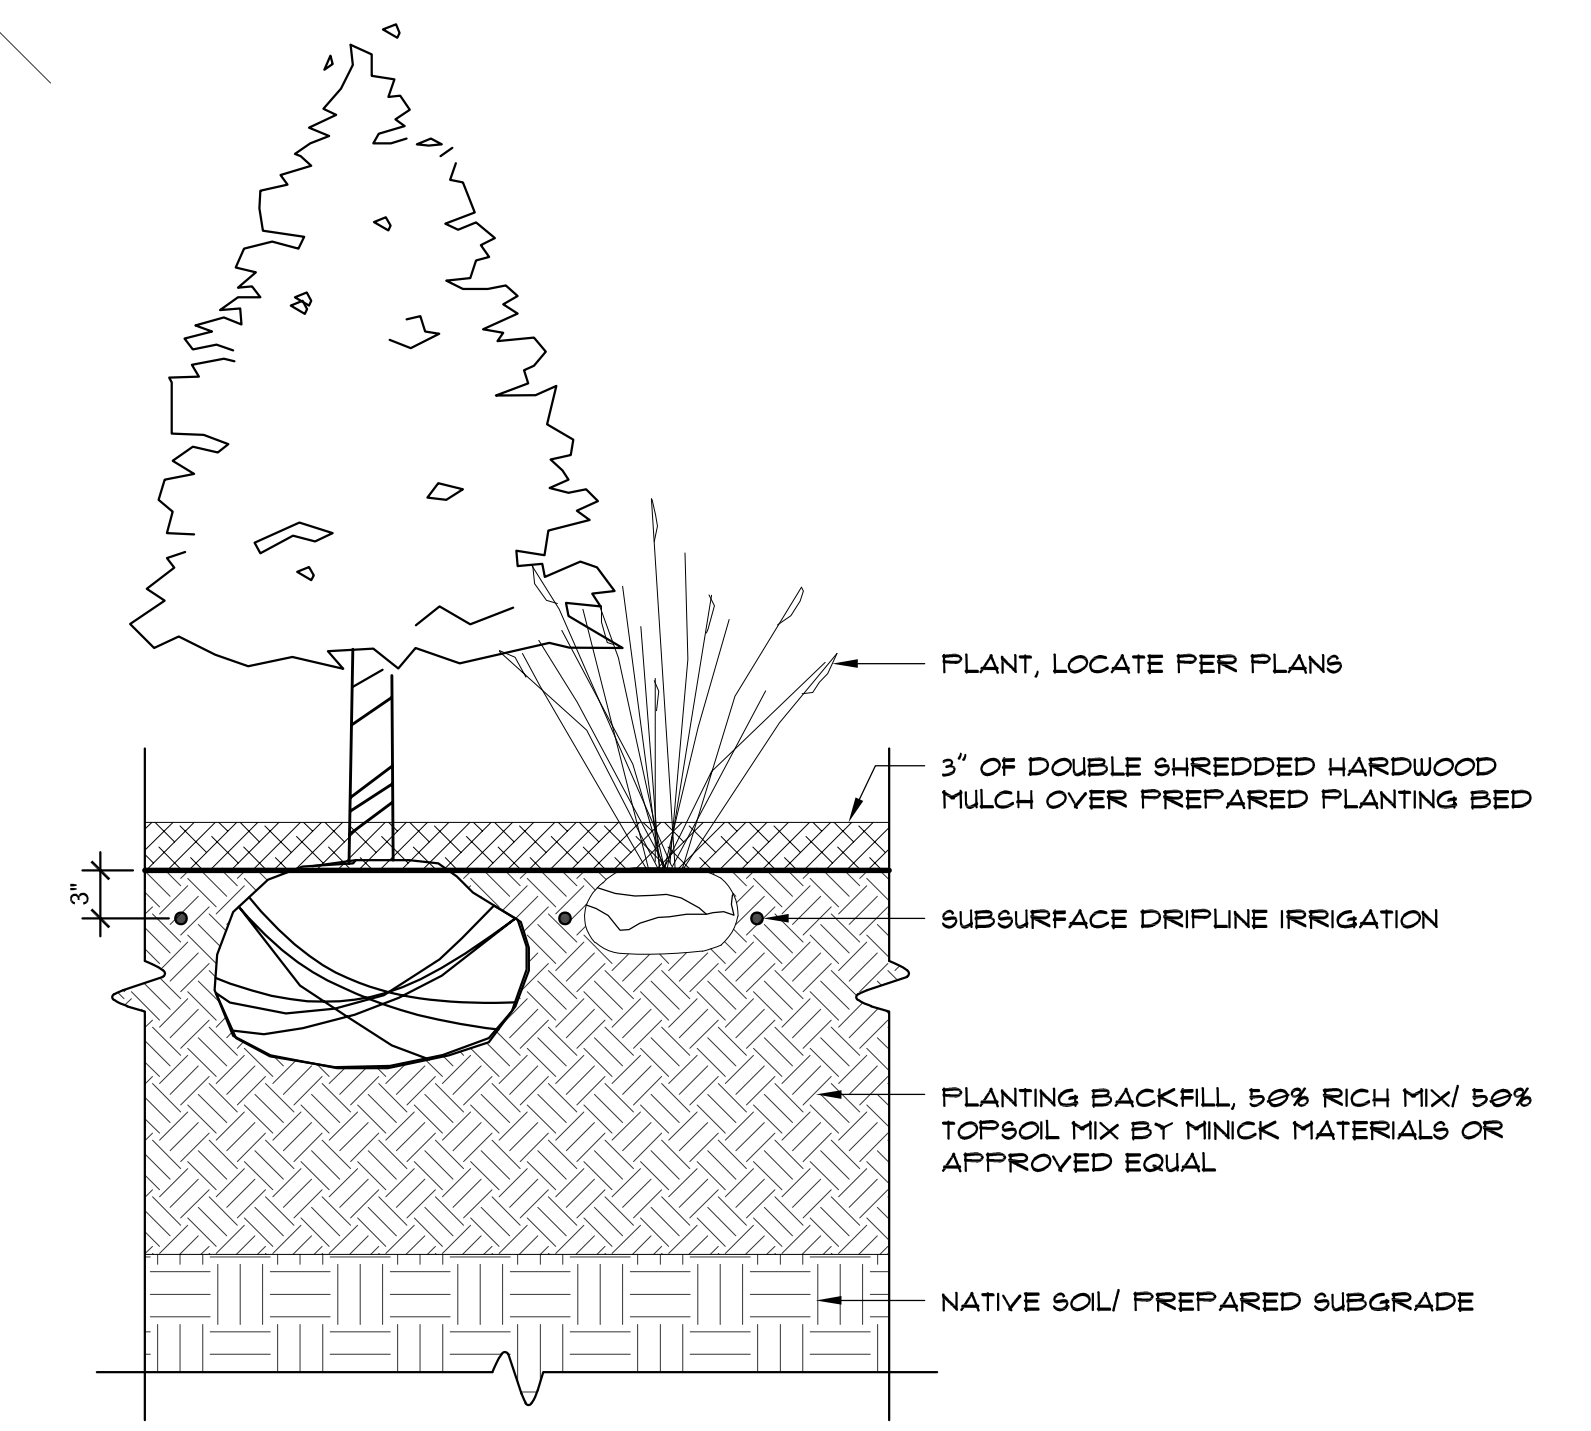 PLANT, LOCATE PER PLANS
3" OF DOUBLE SHREDDED HARDWOOD
MULCH OVER PREPARED PLANTING BED
3"
SUBSURFACE DRIPLINE IRRIGATION
PLANTING BACKFILL, 50% RICH MIX/ 50%
TOPSOIL MIX BY MINICK MATERIALS OR
APPROVED EQUAL
NATIVE SOIL/ PREPARED SUBGRADE